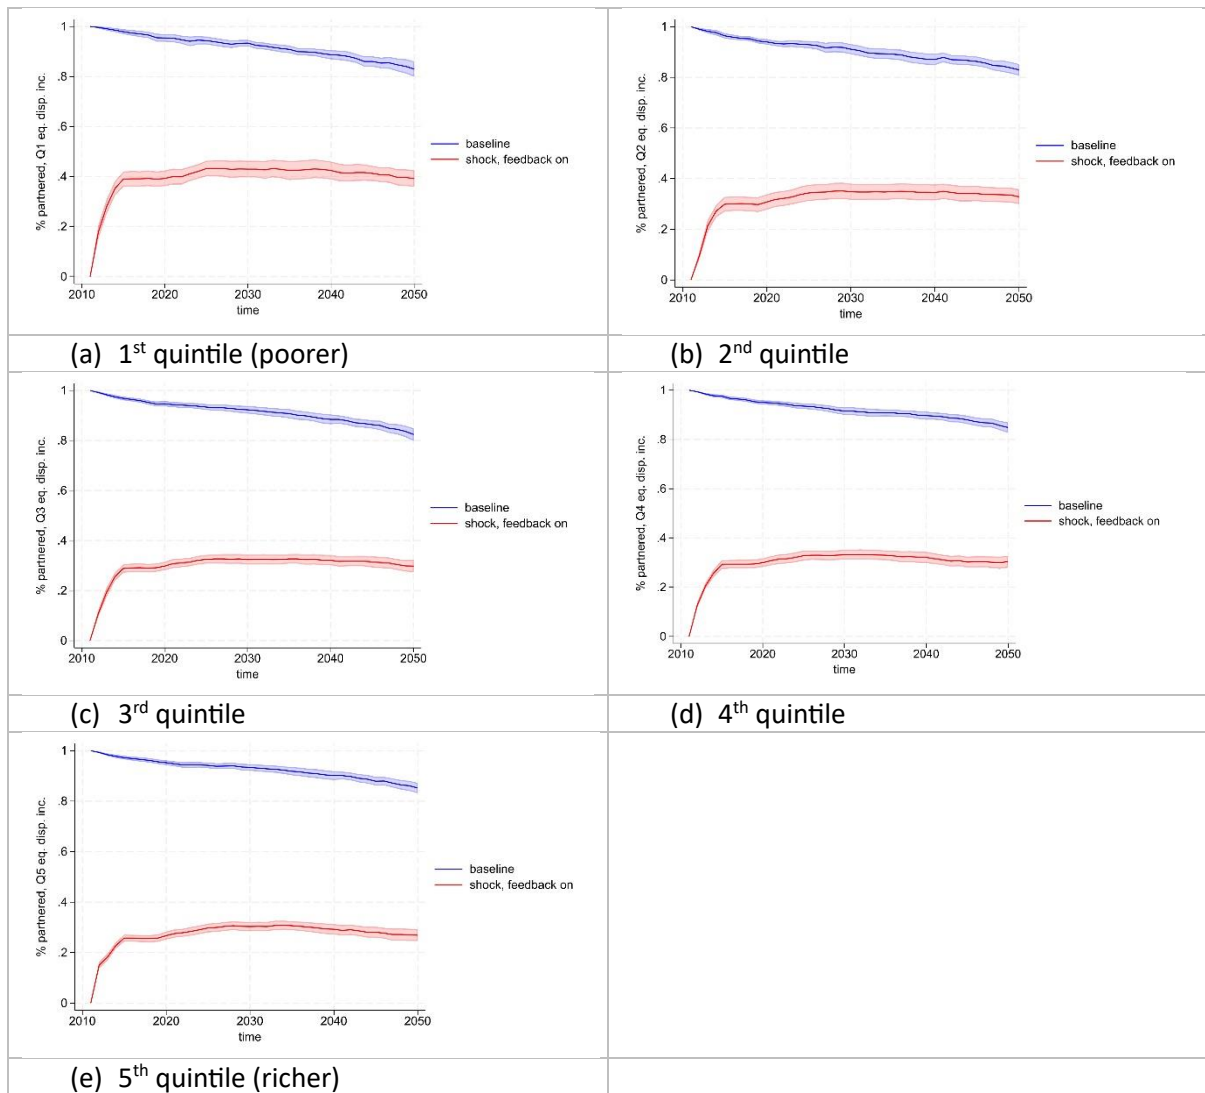 % partnered, Q1 eq. disp. inc.
1
.8
.6
.4
.2
0
2010 2020 2030 2040 2050
time
baseline
shock, feedback on
% partnered, Q2 eq. disp. inc.
1
.8
.6
.4
.2
0
2010 2020 2030 2040 2050
time
baseline
shock, feedback on
(a) 1st quintile (poorer)
(b) 2nd quintile
% partnered, Q3 eq. disp. inc.
1
.8
.6
.4
.2
0
2010 2020 2030 2040 2050
time
baseline
shock, feedback on
% partnered, Q4 eq. disp. inc.
1
.8
.6
.4
.2
0
2010 2020 2030 2040 2050
time
baseline
shock, feedback on
(c) 3rd quintile
(d) 4th quintile
% partnered, Q5 eq. disp. inc.
1
.8
.6
.4
.2
0
2010 2020 2030 2040 2050
time
baseline
shock, feedback on
(e) 5th quintile (richer)